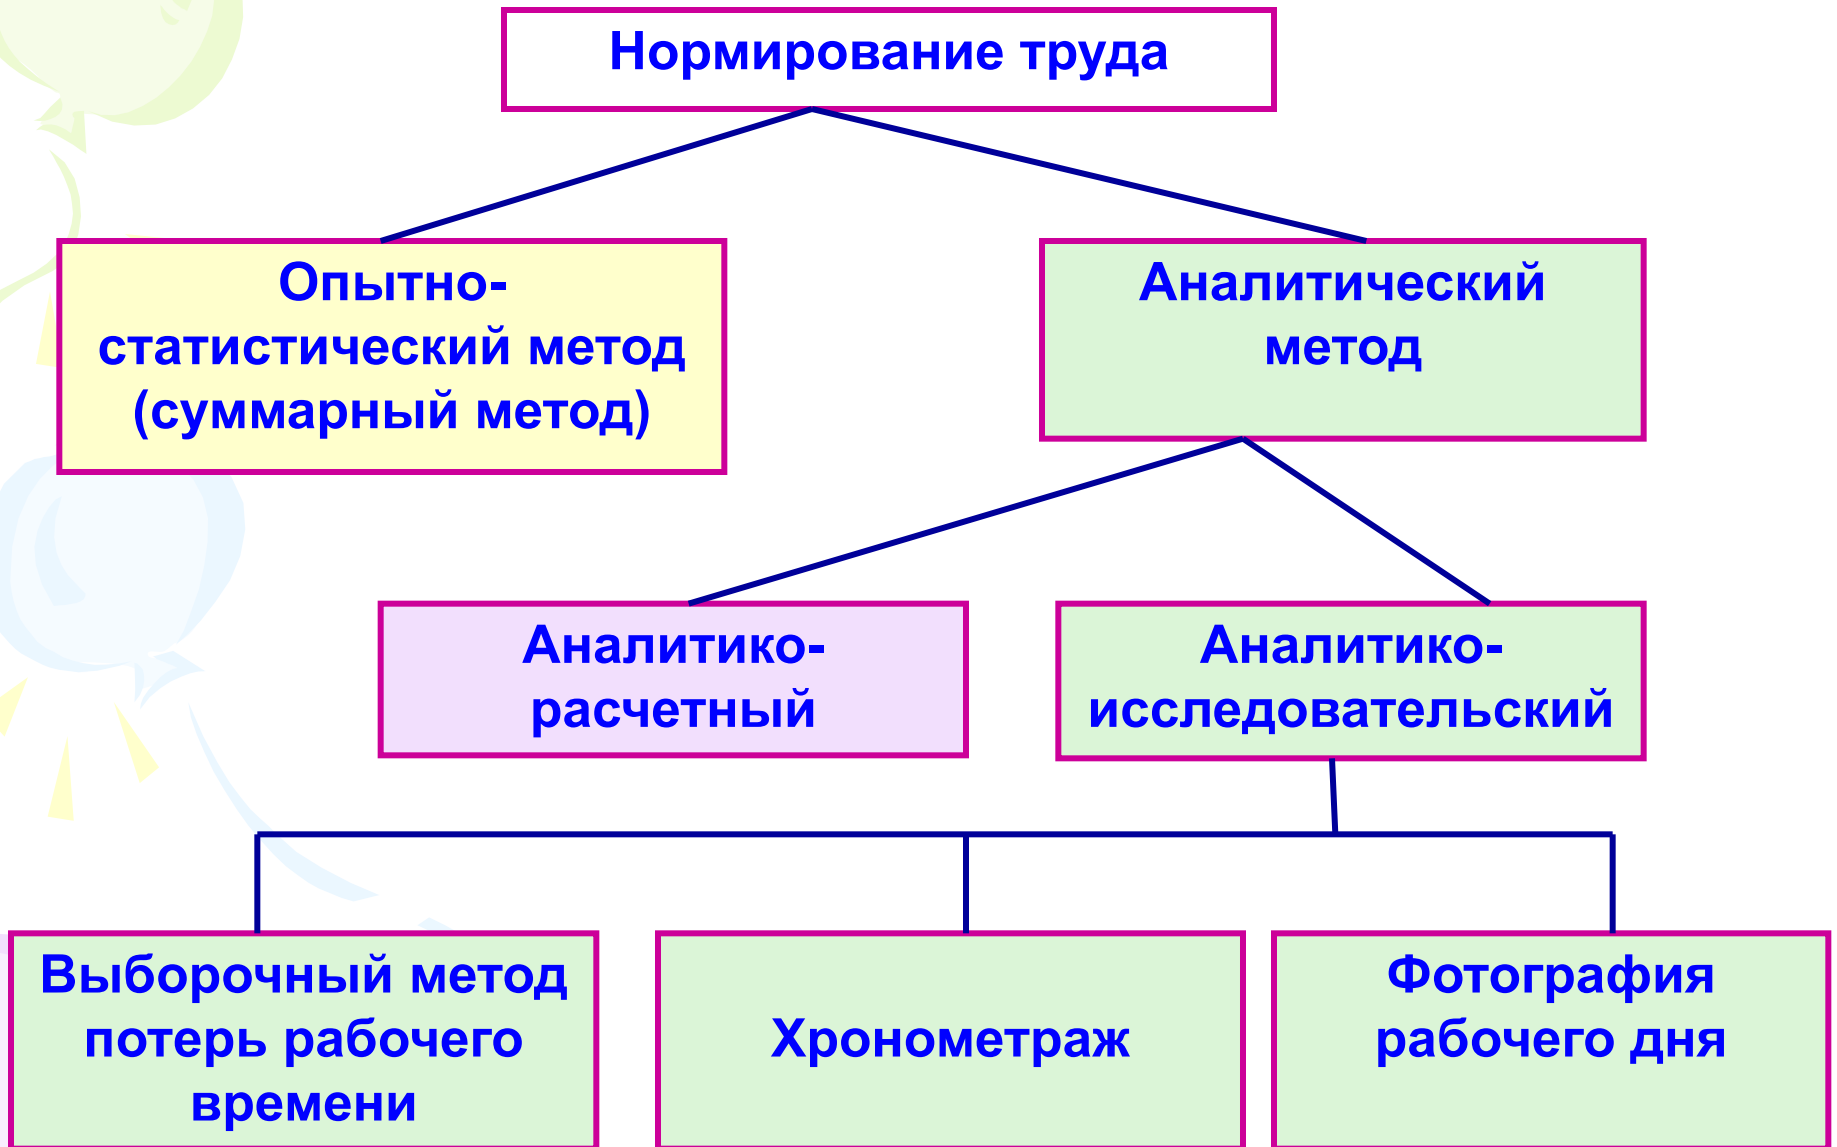 Нормирование труда
Опытно-
статистический метод
(суммарный метод)
Аналитический
метод
Аналитико-
расчетный
Аналитико-
исследовательский
Выборочный метод
потерь рабочего
времени
Хронометраж
Фотография
рабочего дня